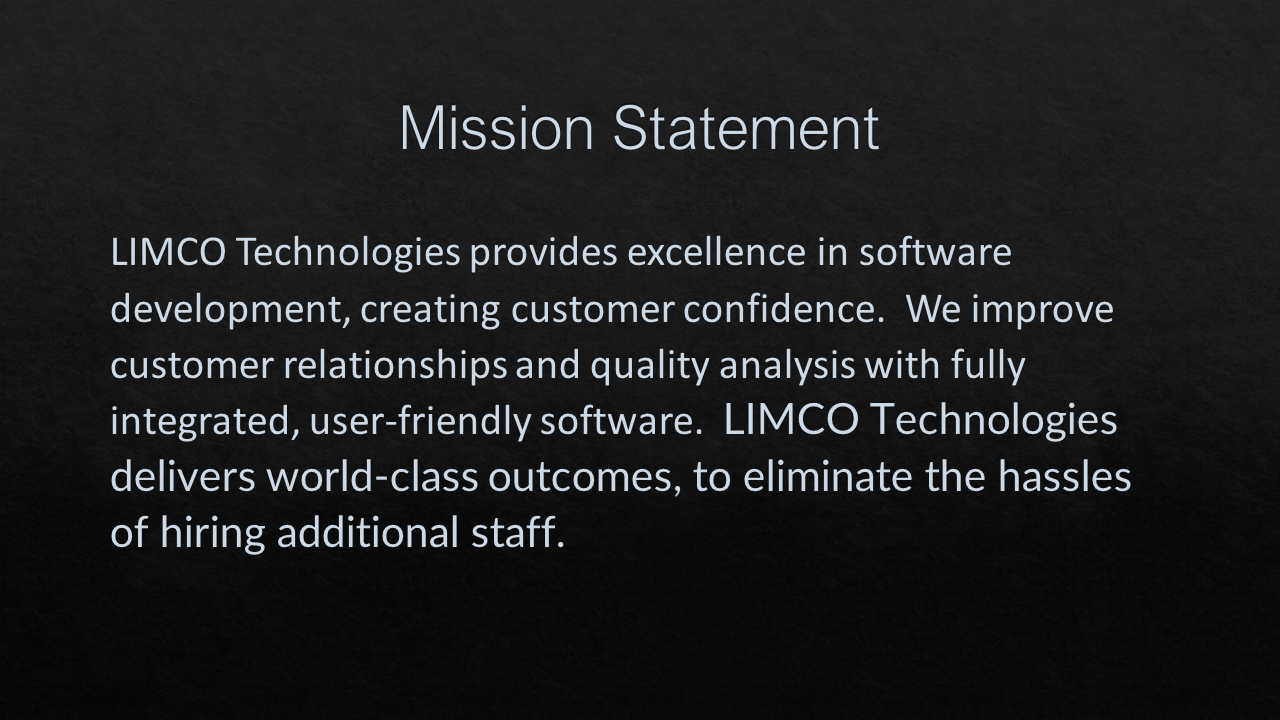 Mission Statement
LIMCO Technologies provides excellence in software
development, creating customer confidence.  We improve
customer relationships and quality analysis with fully
integrated, user-friendly software.  LIMCO Technologies
delivers world-class outcomes, to eliminate the hassles
of hiring additional staff.